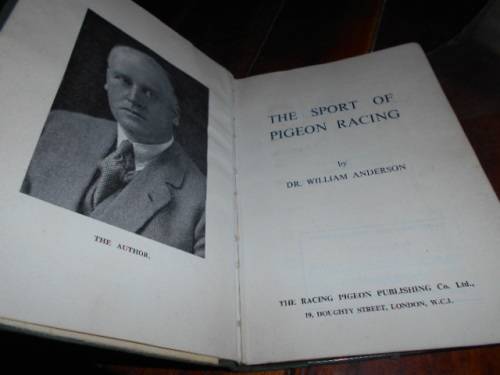 THE AUTHOR.
THE SPORT OF
PIGEON RACING
by
DR. WILLIAM ANDERSON
THE RACING PIGEON PUBLISHING Co. Ltd.,
19, DOUGHTY STREET, LONDON, W.C.1.